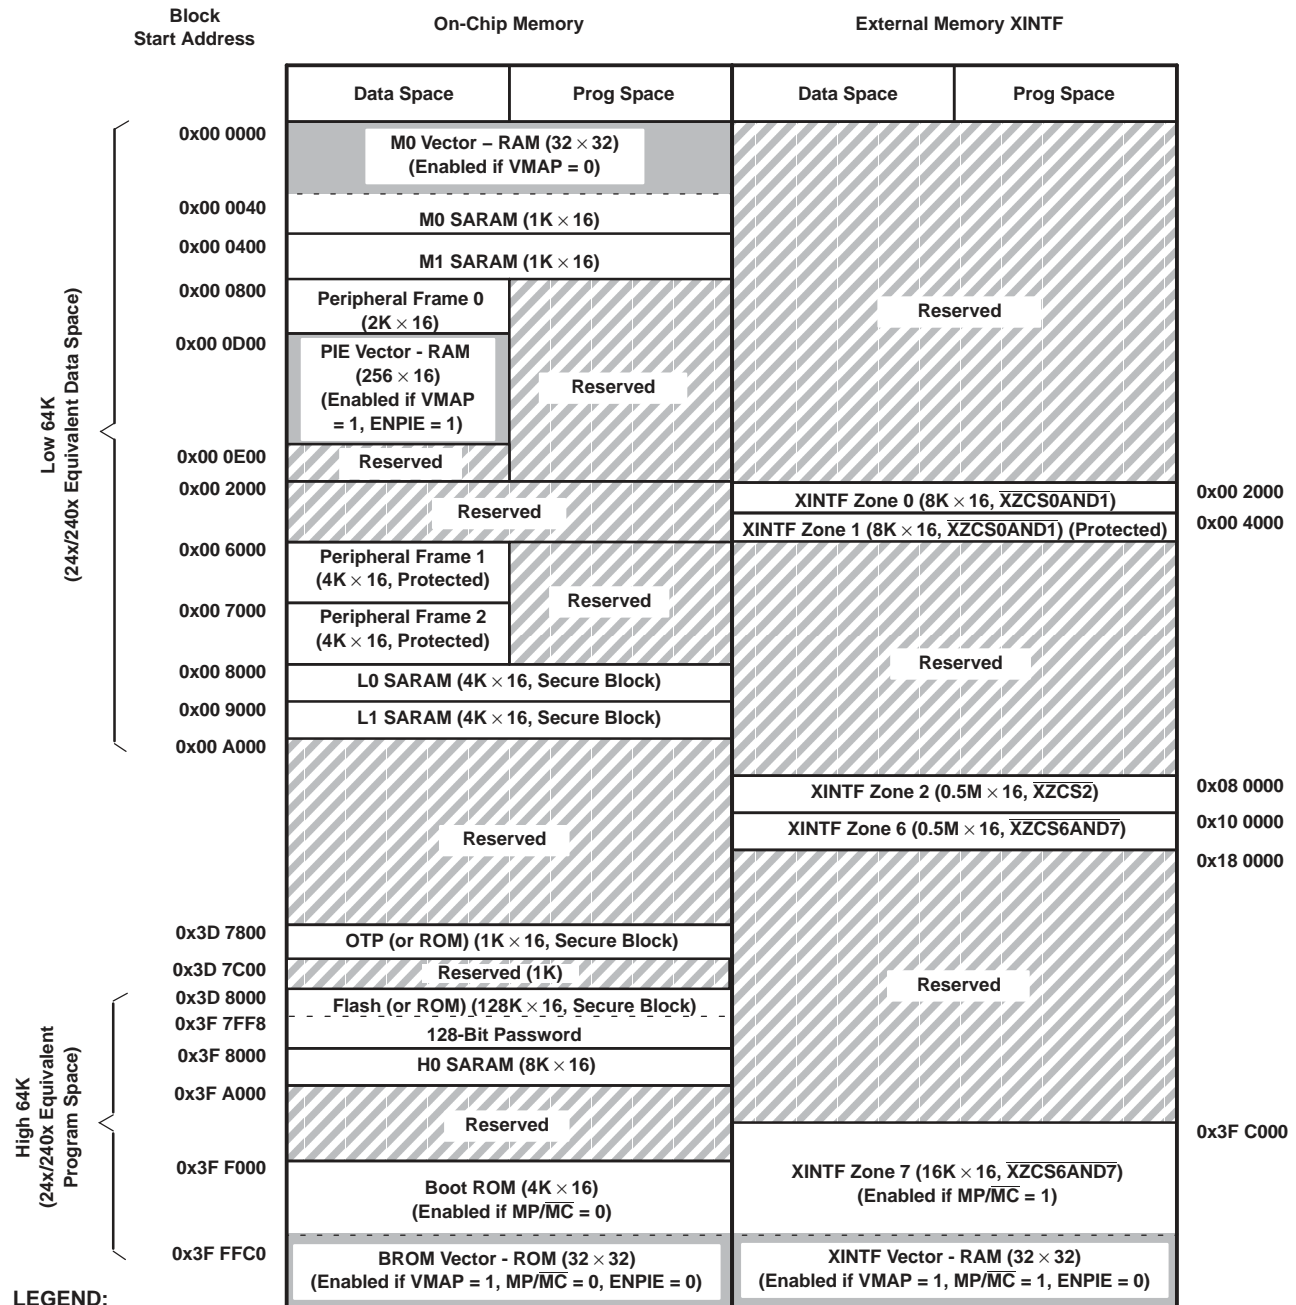 Block
Start Address
On-Chip Memory
External Memory XINTF
Data Space
Prog Space
Data Space
Prog Space
Low 64K
(24x/240x Equivalent Data Space)
0x00 0000
M0 Vector – RAM (32 × 32)
(Enabled if VMAP = 0)
0x00 0040
M0 SARAM (1K × 16)
0x00 0400
M1 SARAM (1K × 16)
0x00 0800
Peripheral Frame 0
(2K × 16)
0x00 0D00
PIE Vector - RAM
(256 × 16)
(Enabled if VMAP
= 1, ENPIE = 1)
Reserved
Reserved
0x00 0E00
Reserved
0x00 2000
Reserved
XINTF Zone 0 (8K × 16, XZCS0AND1)
0x00 2000
XINTF Zone 1 (8K × 16, XZCS0AND1) (Protected)
0x00 4000
0x00 6000
Peripheral Frame 1
(4K × 16, Protected)
Reserved
0x00 7000
Peripheral Frame 2
(4K × 16, Protected)
Reserved
0x00 8000
L0 SARAM (4K × 16, Secure Block)
0x00 9000
L1 SARAM (4K × 16, Secure Block)
0x00 A000
Reserved
XINTF Zone 2 (0.5M × 16, XZCS2)
0x08 0000
XINTF Zone 6 (0.5M × 16, XZCS6AND7)
0x10 0000
0x18 0000
High 64K
(24x/240x Equivalent
Program Space)
0x3D 7800
OTP (or ROM) (1K × 16, Secure Block)
0x3D 7C00
Reserved (1K)
Reserved
0x3D 8000
Flash (or ROM) (128K × 16, Secure Block)
0x3F 7FF8
128-Bit Password
0x3F 8000
H0 SARAM (8K × 16)
0x3F A000
Reserved
0x3F C000
0x3F F000
Boot ROM (4K × 16)
(Enabled if MP/MC = 0)
XINTF Zone 7 (16K × 16, XZCS6AND7)
(Enabled if MP/MC = 1)
0x3F FFC0
BROM Vector - ROM (32 × 32)
(Enabled if VMAP = 1, MP/MC = 0, ENPIE = 0)
XINTF Vector - RAM (32 × 32)
(Enabled if VMAP = 1, MP/MC = 1, ENPIE = 0)
LEGEND: